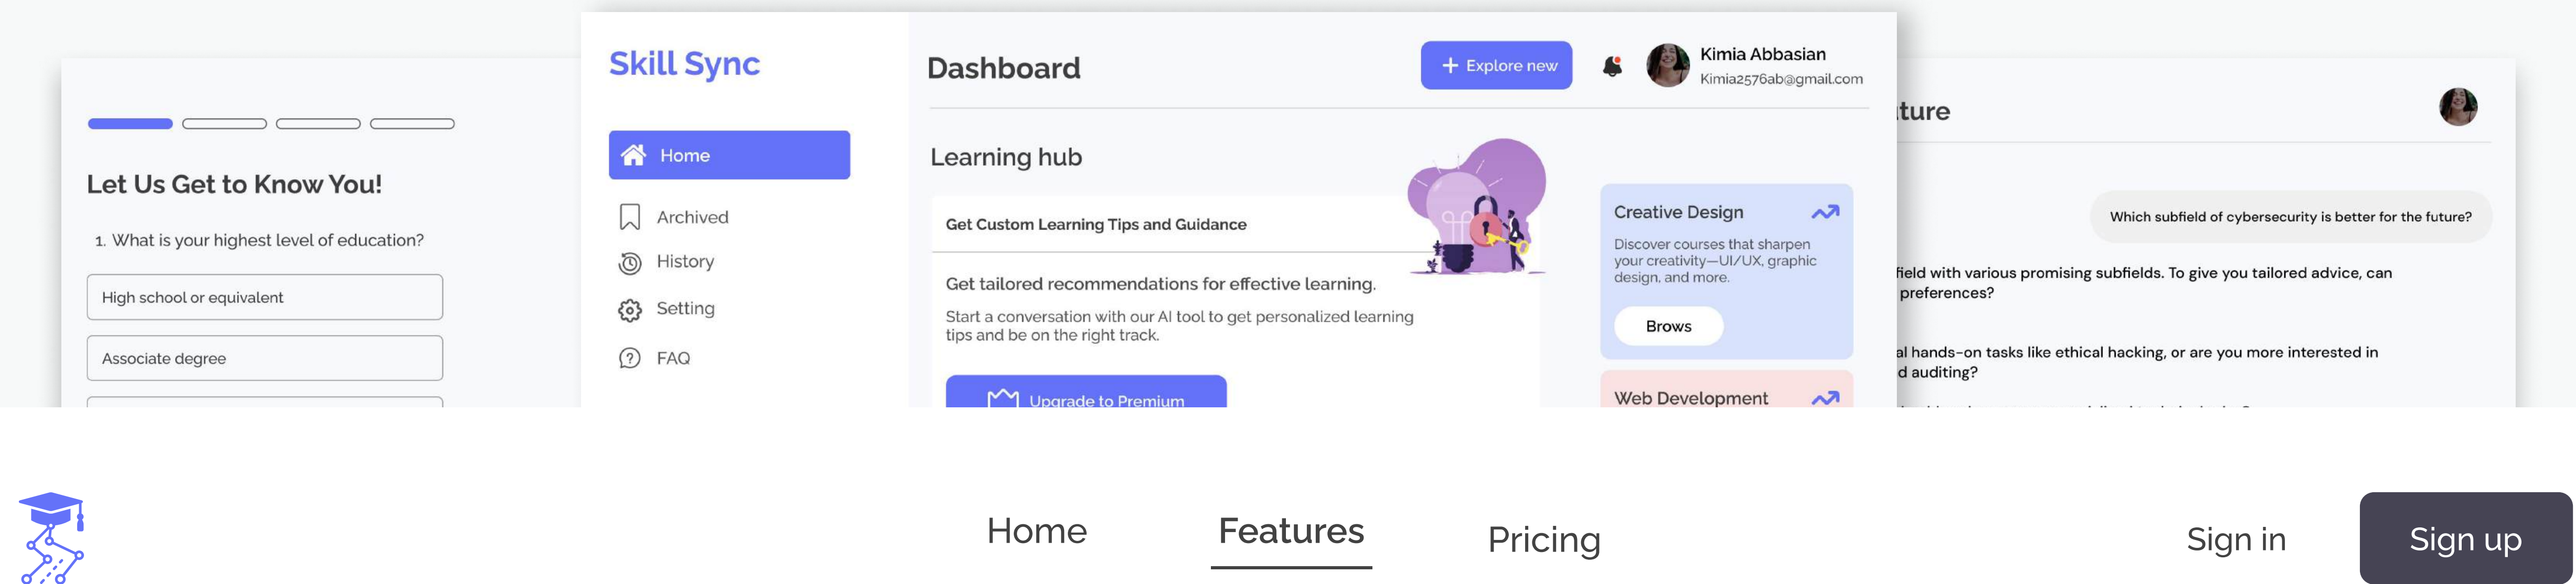 Let Us Get to Know You!
1. What is your highest level of education?
High school or equivalent
Associate degree
Skill Sync
Home
Archived
History
Setting
FAQ
Dashboard
+ Explore new
Kimia Abbasian
Kimia2576ab@gmail.com
Learning hub
Get Custom Learning Tips and Guidance
Get tailored recommendations for effective learning.
Start a conversation with our AI tool to get personalized learning
tips and be on the right track.
Upgrade to Premium
Creative Design
Discover courses that sharpen
your creativity—UI/UX, graphic
design, and more.
Brows
Web Development
ture
Which subfield of cybersecurity is better for the future?
field with various promising subfields. To give you tailored advice, can
preferences?
al hands-on tasks like ethical hacking, or are you more interested in
d auditing?
Home
Features
Pricing
Sign in
Sign up